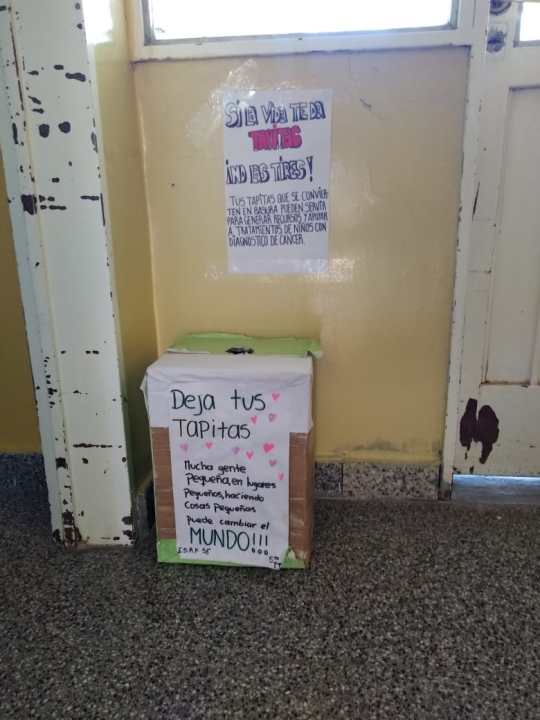 SI LA VIDA TE DA
TAPITAS
¡NO LAS TIRES!
TUS TAPITAS QUE SE CONVIER
TEN EN BASURA PUEDEN SERVIR
PARA GENERAR RECURSOS Y AYUDAR
A TRATAMIENTOS DE NIÑOS CON
DIAGNOSTICO DE CANCER.
Deja tus
TAPitas
Mucha gente
Pequeña, en lugares
Pequeños, haciendo
Cosas Pequeñas
puede cambiar el
MUNDO!!!